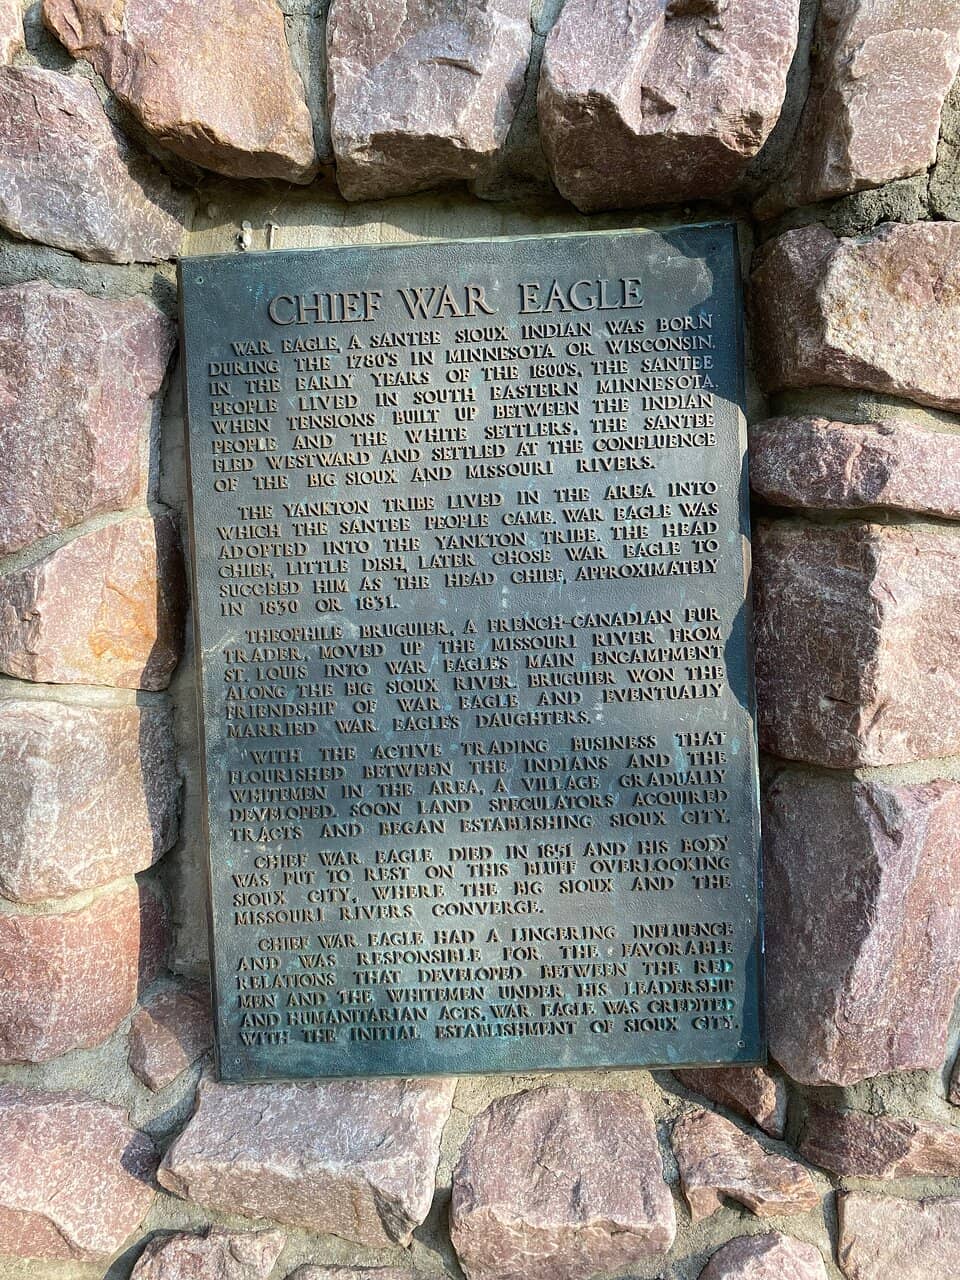 CHIEF WAR EAGLE
WAR EAGLE, A SANTEE SIOUX INDIAN WAS BORN
DURING THE 1780'S IN MINNESOTA OR WISCONSIN.
IN THE EARLY YEARS OF THE 1800'S, THE SANTEE
PEOPLE LIVED IN SOUTH EASTERN MINNESOTA.
WHEN TENSIONS BUILT UP BETWEEN THE INDIAN
PEOPLE AND THE WHITE SETTLERS, THE SANTEE
FLED WESTWARD AND SETTLED AT THE CONFLUENCE
OF THE BIG SIOUX AND MISSOURI RIVERS.
THE YANKTON TRIBE LIVED IN THE AREA INTO
WHICH THE SANTEE PEOPLE CAME. WAR EAGLE WAS
ADOPTED INTO THE YANKTON TRIBE. THE HEAD
CHIEF, LITTLE DISH, LATER CHOSE WAR EAGLE TO
SUCCEED HIM AS THE HEAD CHIEF, APPROXIMATELY
IN 1830 OR 1831.
THEOPHILE BRUGUIER, A FRENCH-CANADIAN FUR
TRADER, MOVED UP THE MISSOURI RIVER FROM
ST. LOUIS INTO WAR EAGLE'S MAIN ENCAMPMENT
ALONG THE BIG SIOUX RIVER. BRUGUIER WON THE
FRIENDSHIP OF WAR EAGLE AND EVENTUALLY
MARRIED WAR EAGLE'S DAUGHTERS.
WITH THE ACTIVE TRADING BUSINESS THAT
FLOURISHED BETWEEN THE INDIANS AND THE
WHITEMEN IN THE AREA, A VILLAGE GRADUALLY
DEVELOPED. SOON LAND SPECULATORS ACQUIRED
TRACTS AND BEGAN ESTABLISHING SIOUX CITY.
CHIEF WAR EAGLE DIED IN 1851 AND HIS BODY
WAS PUT TO REST ON THIS BLUFF OVERLOOKING
SIOUX CITY, WHERE THE BIG SIOUX AND THE
MISSOURI RIVERS CONVERGE.
CHIEF WAR EAGLE HAD A LINGERING INFLUENCE
AND WAS RESPONSIBLE FOR THE FAVORABLE
RELATIONS THAT DEVELOPED BETWEEN THE RED
MEN AND THE WHITEMEN UNDER HIS LEADERSHIP
AND HUMANITARIAN ACTS. WAR EAGLE WAS CREDITED
WITH THE INITIAL ESTABLISHMENT OF SIOUX CITY.